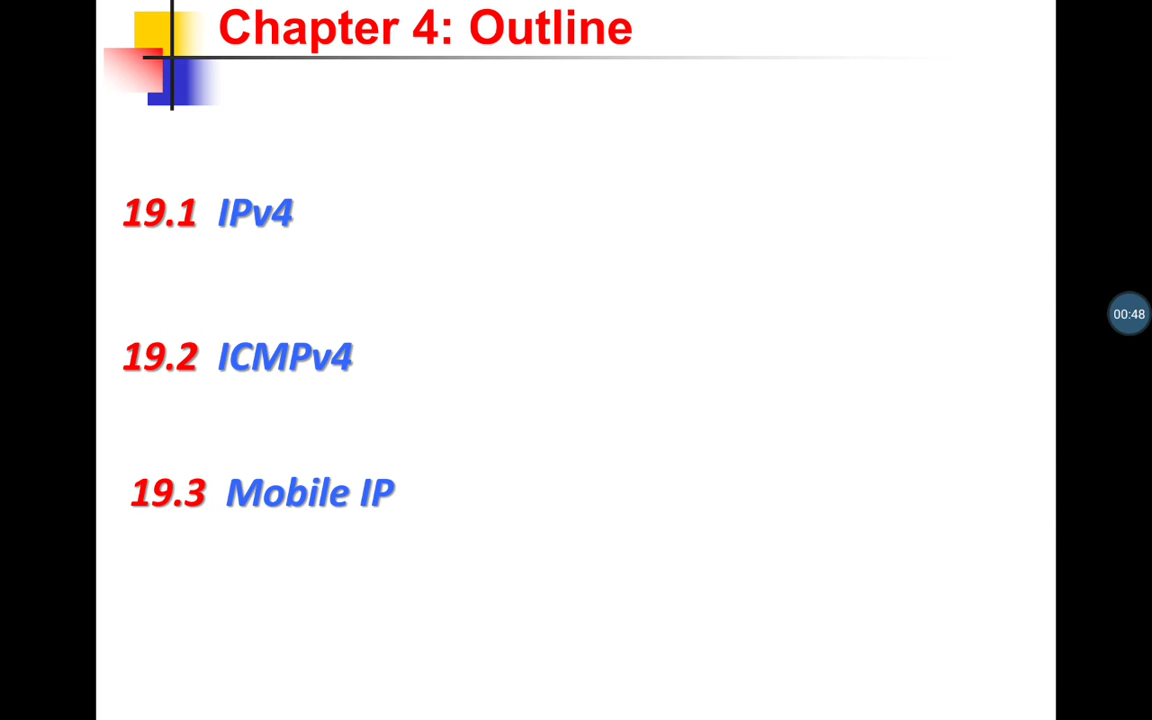 Chapter 4: Outline
19.1 IPv4
00:48
19.2 ICMPv4
19.3 Mobile IP